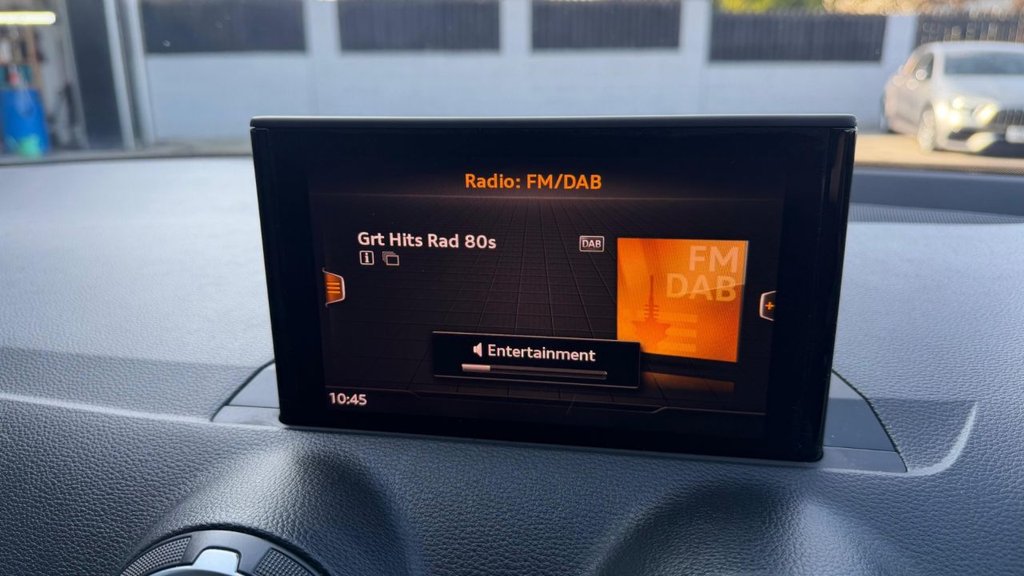 Radio: FM/DAB
Grt Hits Rad 80s
DAB
i
FM
DAB
Entertainment
10:45